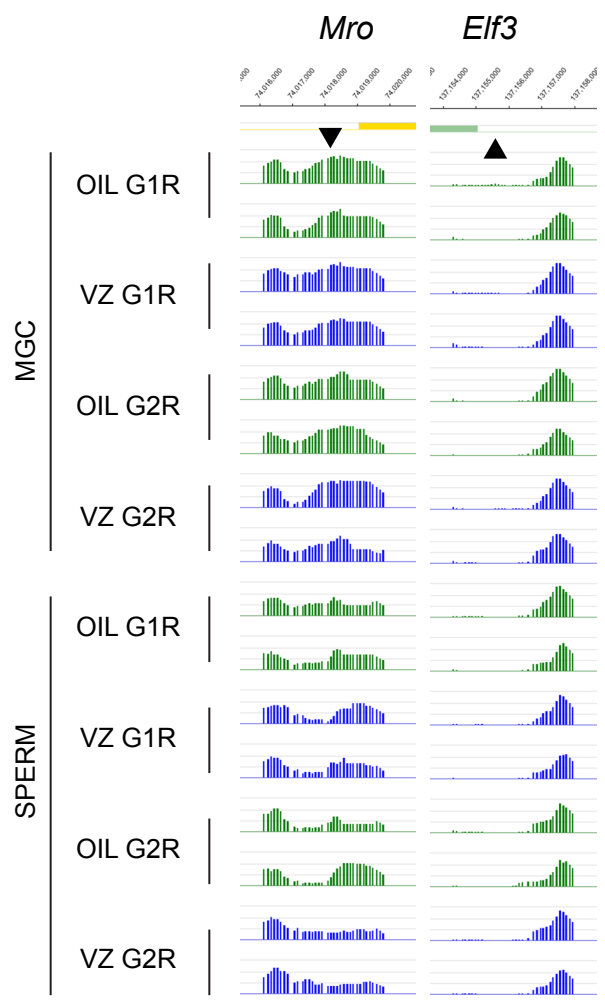 Mro Elf3
74,016,000 74,017,000 74,018,000 74,019,000 74,020,000 137,154,000 137,155,000 137,156,000 137,157,000 137,158,000
MGC
OIL G1R
VZ G1R
OIL G2R
VZ G2R
SPERM
OIL G1R
VZ G1R
OIL G2R
VZ G2R